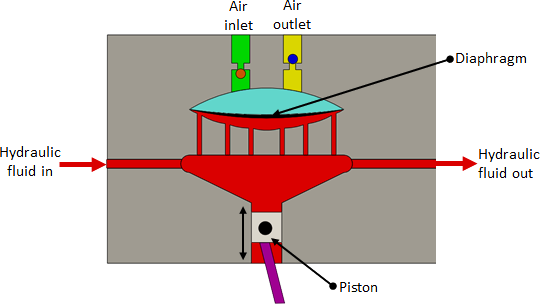 Air
inlet
Air
outlet
Diaphragm
Hydraulic
fluid in
Hydraulic
fluid out
Piston